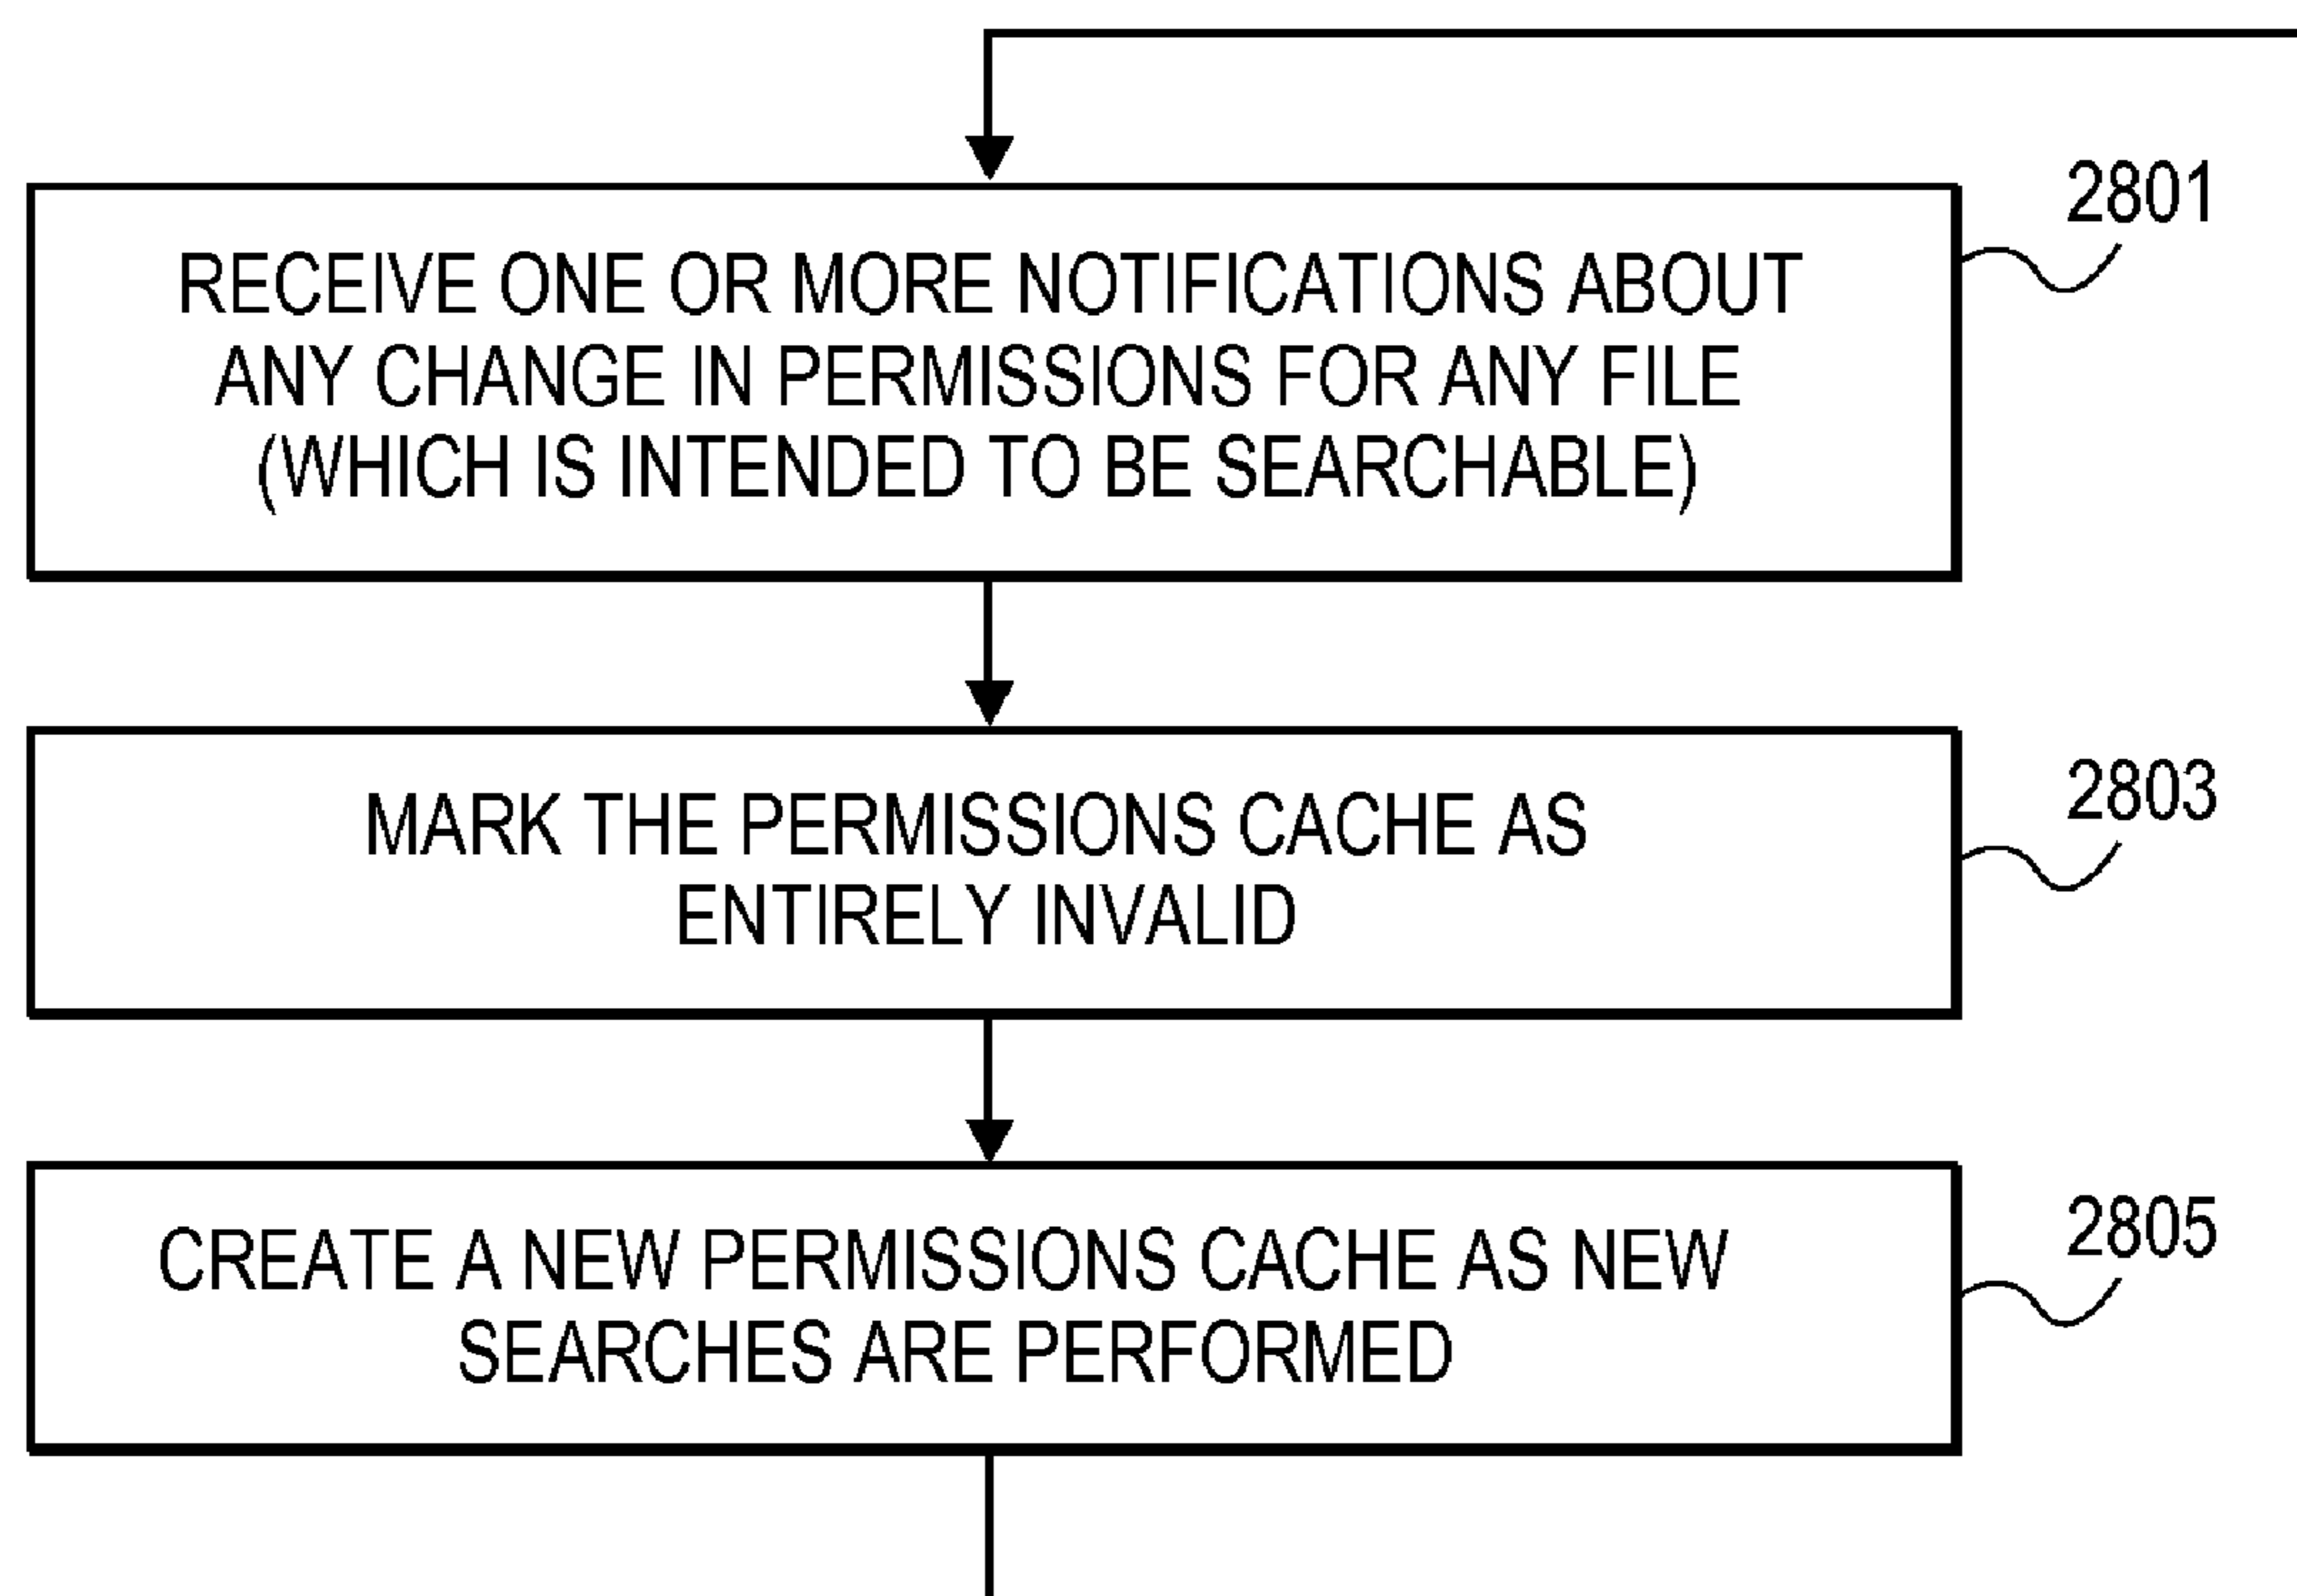 2801
RECEIVE ONE OR MORE NOTIFICATIONS ABOUT
ANY CHANGE IN PERMISSIONS FOR ANY FILE
(WHICH IS INTENDED TO BE SEARCHABLE)
2803
MARK THE PERMISSIONS CACHE AS
ENTIRELY INVALID
2805
CREATE A NEW PERMISSIONS CACHE AS NEW
SEARCHES ARE PERFORMED